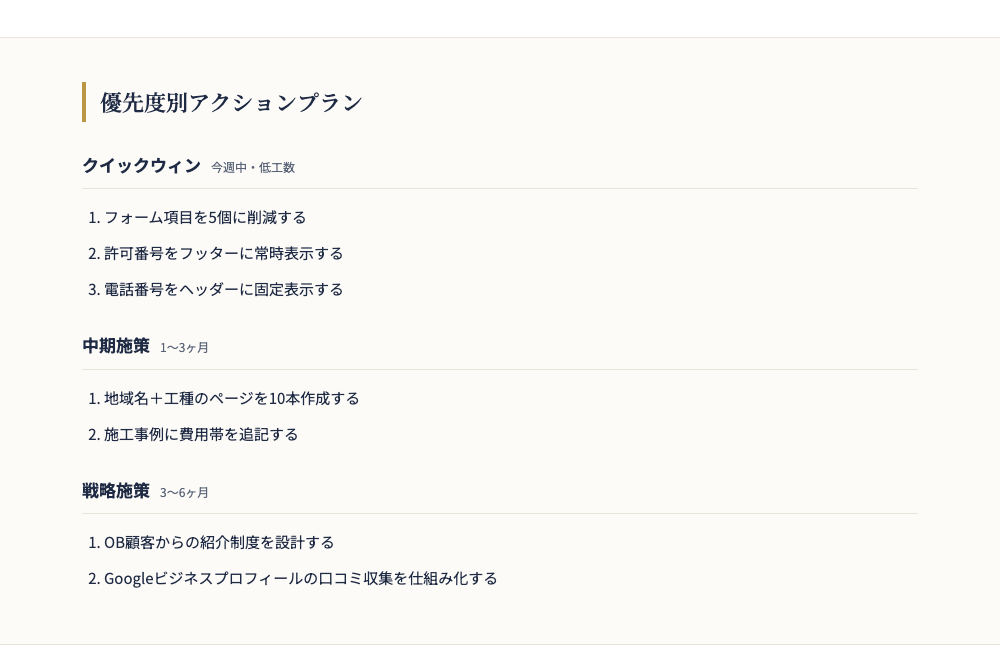 優先度別アクションプラン
クイックウィン 今週中・低工数
1. フォーム項目を5個に削減する
2. 許可番号をフッターに常時表示する
3. 電話番号をヘッダーに固定表示する
中期施策 1〜3ヶ月
1. 地域名＋工種のページを10本作成する
2. 施工事例に費用帯を追記する
戦略施策 3〜6ヶ月
1. OB顧客からの紹介制度を設計する
2. Googleビジネスプロフィールの口コミ収集を仕組み化する